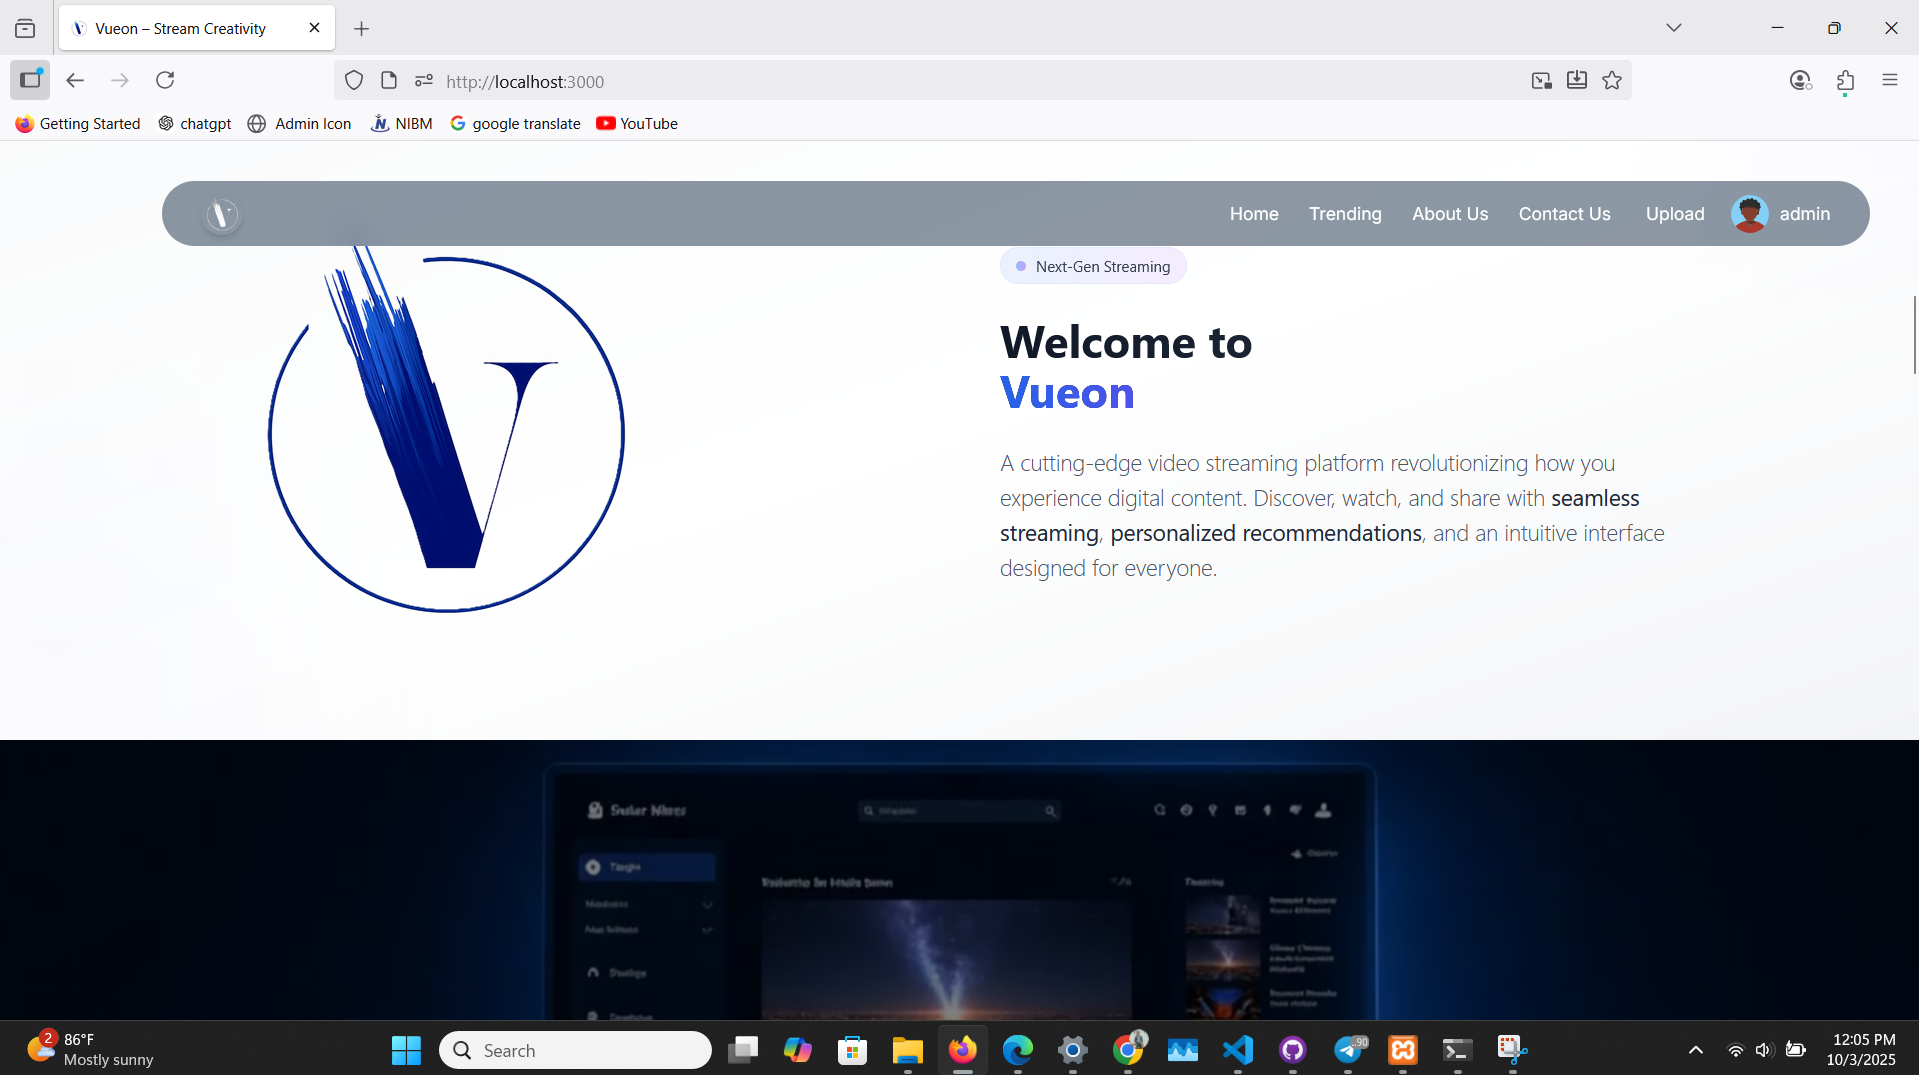 Vueon – Stream Creativity
http://localhost:3000
Getting Started
chatgpt
Admin Icon
NIBM
google translate
YouTube
Home
Trending
About Us
Contact Us
Upload
admin
Next-Gen Streaming
Welcome to
Vueon
A cutting-edge video streaming platform revolutionizing how you
experience digital content. Discover, watch, and share with seamless
streaming, personalized recommendations, and an intuitive interface
designed for everyone.
2
86°F
Mostly sunny
Search
90
12:05 PM
10/3/2025